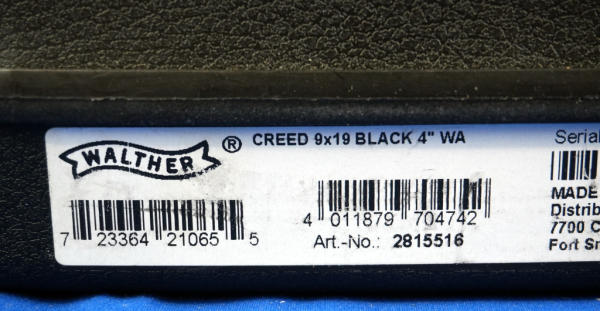 WALTHER ® CREED 9x19 BLACK 4" WA
7 23364 21065 5
4 011879 704742
Art.-No.: 2815516
Serial
MADE
Distrib
7700 C
Fort Sm